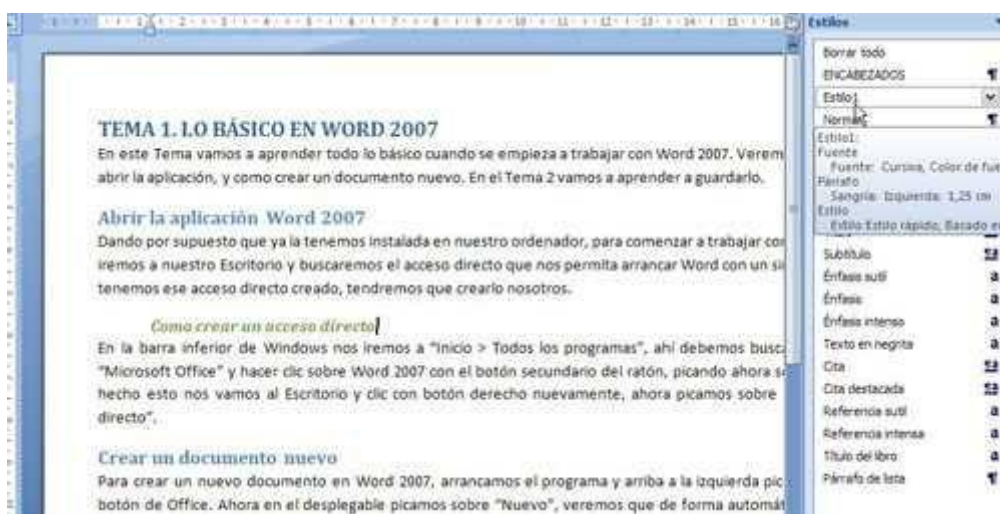 TEMA 1. LO BÁSICO EN WORD 2007
En este Tema vamos a aprender todo lo básico cuando se empieza a trabajar con Word 2007. Verem
abrir la aplicación, y como crear un documento nuevo. En el Tema 2 vamos a aprender a guardarlo.
Abrir la aplicación Word 2007
Dando por supuesto que ya la tenemos instalada en nuestro ordenador, para comenzar a trabajar con
iremos a nuestro Escritorio y buscaremos el acceso directo que nos permita arrancar Word con un si
tenemos ese acceso directo creado, tendremos que crearlo nosotros.
Como crear un acceso directo
En la barra inferior de Windows nos iremos a "Inicio > Todos los programas", ahí debemos busc
"Microsoft Office" y hacer clic sobre Word 2007 con el botón secundario del ratón, picando ahora s
hecho esto nos vamos al Escritorio y clic con botón derecho nuevamente, ahora picamos sobre
directo".
Crear un documento nuevo
Para crear un nuevo documento en Word 2007, arrancamos el programa y arriba a la izquierda pic
botón de Office. Ahora en el desplegable picamos sobre "Nuevo", veremos que de forma automát
Estilos
Borrar todo
ENCABEZADOS
Estilo1
Normal
Estilo1:
Fuente
Fuente: Cursiva, Color de fue
Párrafo
Sangría: Izquierda: 1,25 cm
Estilo
Estilo: Estilo rápido, Basado en
Subtítulo
Énfasis sutil
Énfasis
Énfasis intenso
Texto en negrita
Cita
Cita destacada
Referencia sutil
Referencia intensa
Título del libro
Párrafo de lista